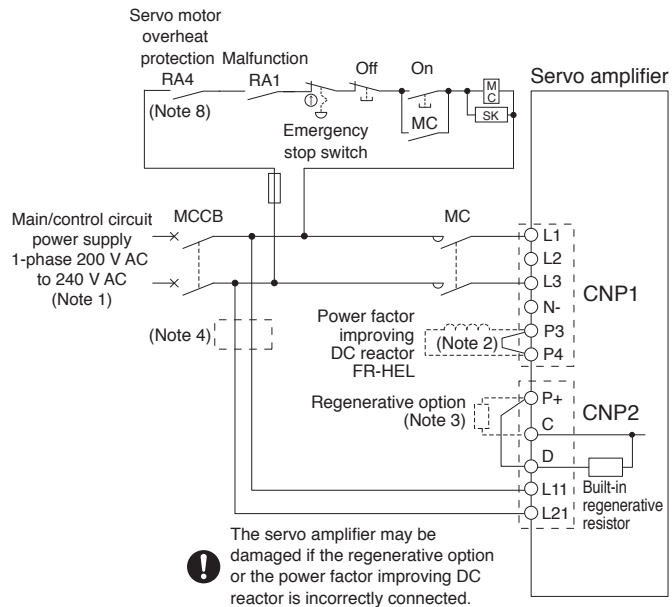 Servo motor
overheat
protection
RA4
(Note 8)
Malfunction
RA1
Emergency
stop switch
Off
On
MC
MC
SK
Servo amplifier
Main/control circuit
power supply
1-phase 200 V AC
to 240 V AC
(Note 1)
MCCB
MC
L1
L2
L3
N-
P3
P4
CNP1
(Note 4)
Power factor
improving
DC reactor
FR-HEL
(Note 2)
Regenerative option
(Note 3)
P+
C
D
L11
L21
CNP2
Built-in
regenerative
resistor
The servo amplifier may be
damaged if the regenerative option
or the power factor improving DC
reactor is incorrectly connected.